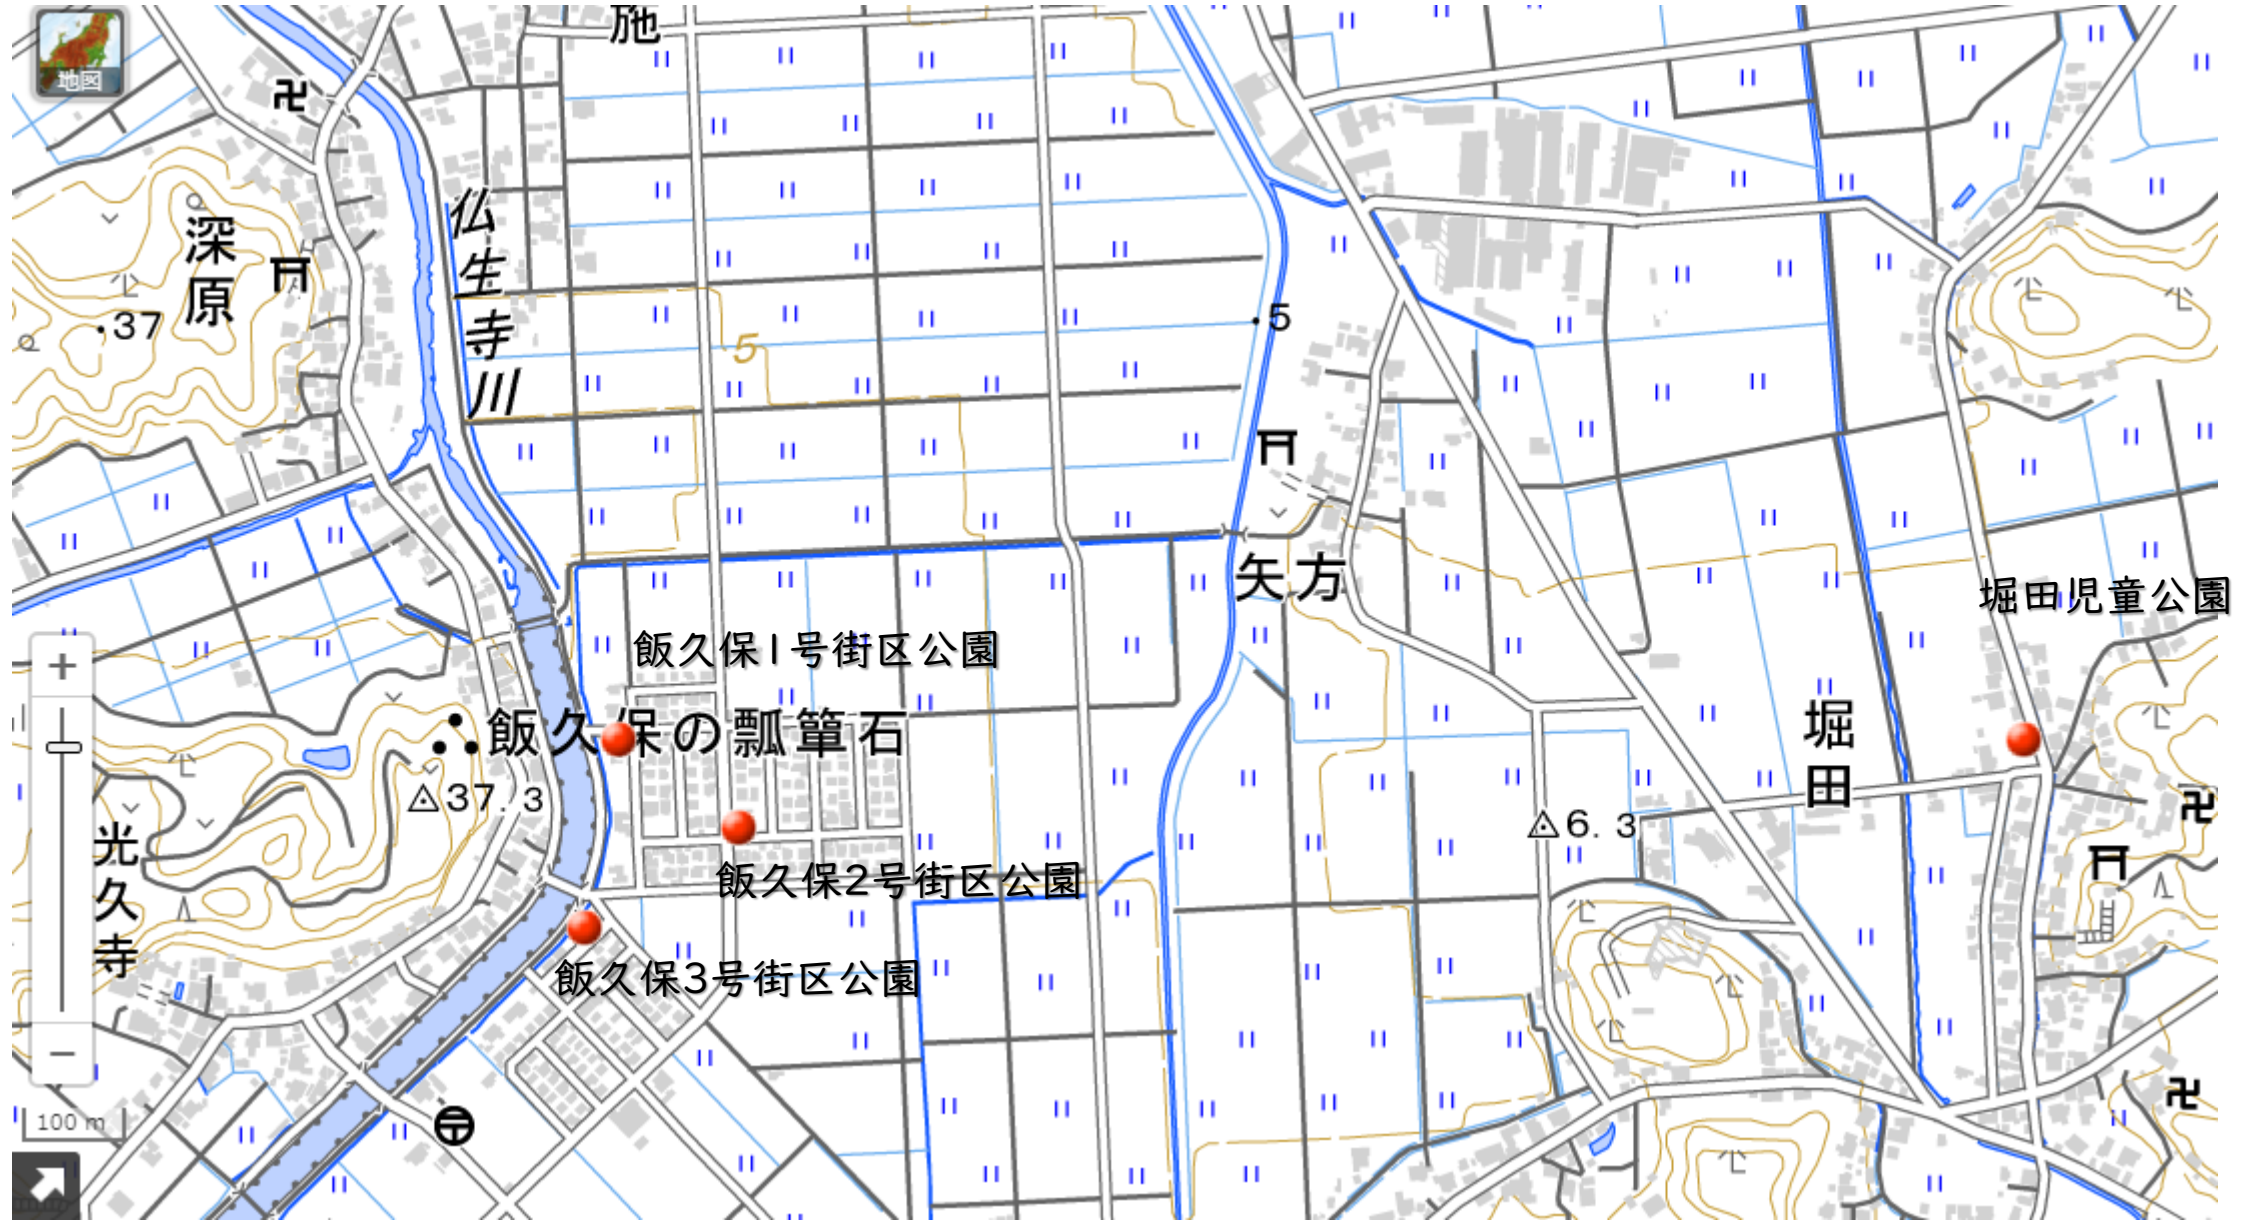 施
地図
深原
仏生寺川
・37
・5
5
矢方
堀田児童公園
飯久保1号街区公園
飯久保の瓢箪石
37.3
堀田
6.3
飯久保2号街区公園
光久寺
飯久保3号街区公園
+
−
100 m